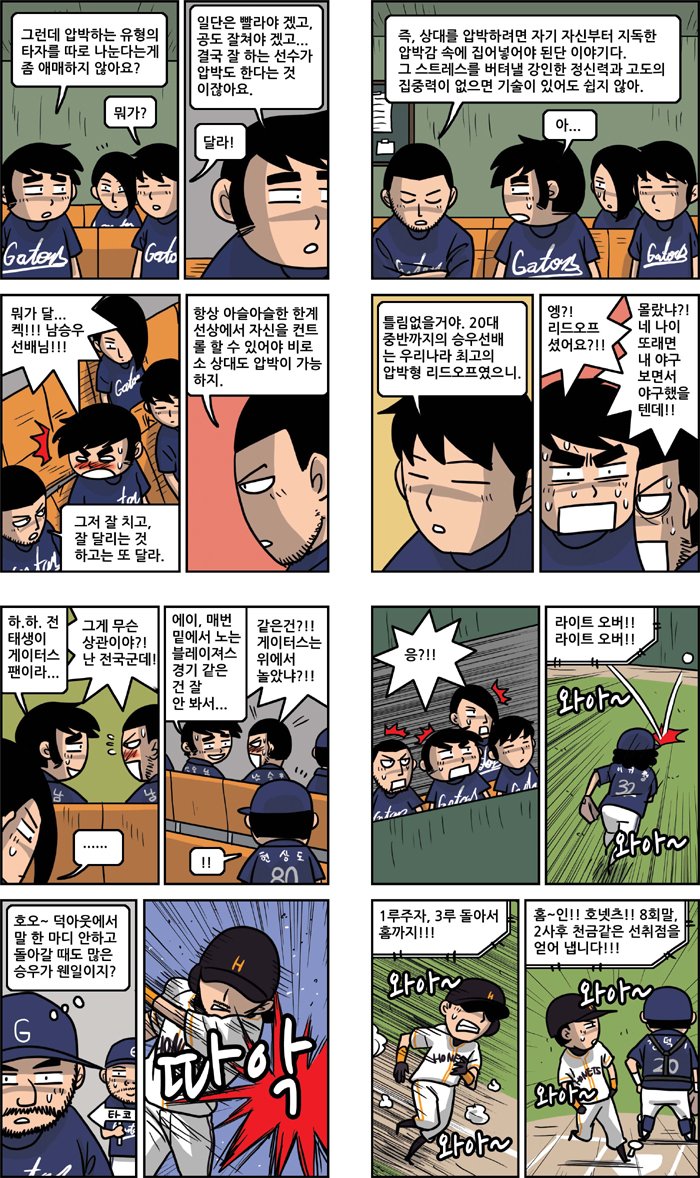 그런데 압박하는 유형의
타자를 따로 나눈다는게
좀 애매하지 않아요?
뭐가?
Gators
일단은 빨라야 겠고,
공도 잘쳐야 겠고...
결국 잘 하는 선수가
압박도 한다는 것
이잖아요.
달라!
뭐가 달...
켁!!! 남승우
선배님!!!
그저 잘 치고,
잘 달리는 것
하고는 또 달라.
항상 아슬아슬한 한계
선상에서 자신을 컨트
롤 할 수 있어야 비로
소 상대도 압박이 가능
하지.
즉, 상대를 압박하려면 자기 자신부터 지독한
압박감 속에 집어넣어야 된단 이야기다.
그 스트레스를 버텨낼 강인한 정신력과 고도의
집중력이 없으면 기술이 있어도 쉽지 않아.
아...
Gators
Gators
틀림없을거야. 20대
중반까지의 승우선배
는 우리나라 최고의
압박형 리드오프였으니.
엥?!
리드오프
셨어요?!!
몰랐냐?!
네 나이
또래면
내 야구
보면서
야구했을
텐데!!
하.하. 전
태생이
게이터스
팬이라...
그게 무슨
상관이야?!
난 전국군데!
남
남
......
에이, 매번
밑에서 노는
블레이져스
경기 같은
건 잘
안 봐서...
같은건?!!
게이터스는
위에서
놀았냐?!!
!!
현상도
80
호오~ 덕아웃에서
말 한 마디 안하고
돌아갈 때도 많은
승우가 웬일이지?
G
타코
H
따악
응?!!
Gators
라이트 오버!!
라이트 오버!!
와아~
32
와아~
1루주자, 3루 돌아서
홈까지!!!
와아~
H
HORNETS
와아~
홈~인!! 호넷츠!! 8회말,
2사후 천금같은 선취점을
얻어 냅니다!!!
와아~
20
와아~